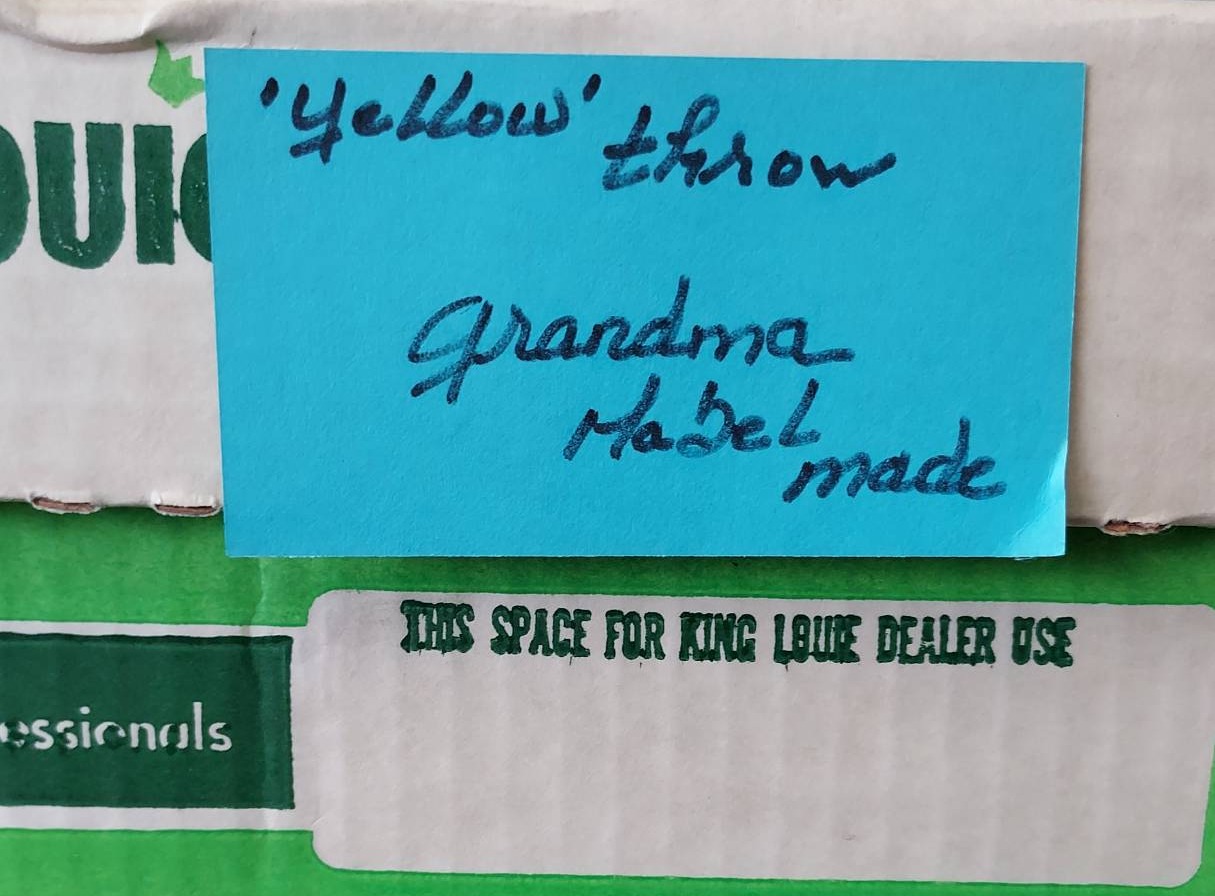 'Yellow' throw
Grandma
Mabel
made
THIS SPACE FOR KING LOUIE DEALER USE
essionals